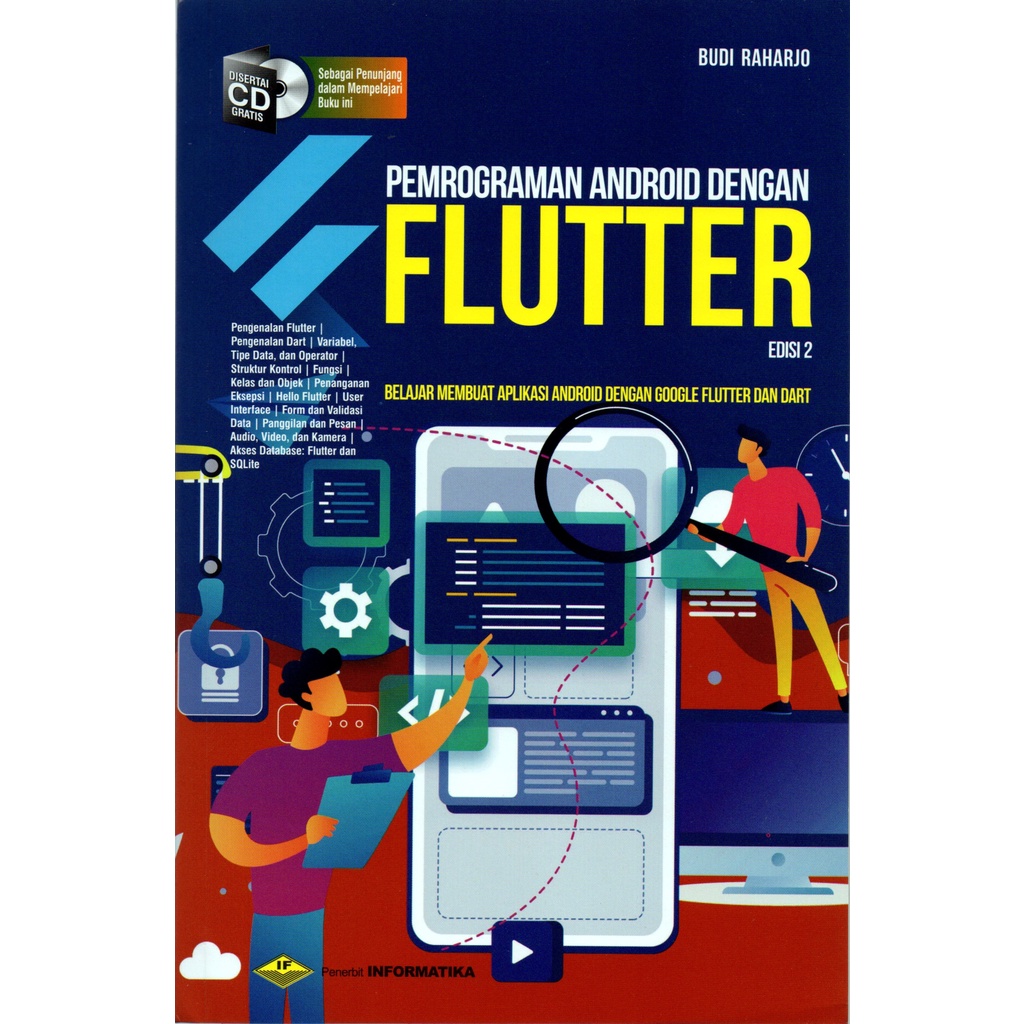 BUDI RAHARJO
DISERTAI
CD
GRATIS
Sebagai Penunjang
dalam Mempelajari
Buku ini
PEMROGRAMAN ANDROID DENGAN
FLUTTER
EDISI 2
BELAJAR MEMBUAT APLIKASI ANDROID DENGAN GOOGLE FLUTTER DAN DART
Pengenalan Flutter |
Pengenalan Dart | Variabel,
Tipe Data, dan Operator |
Struktur Kontrol | Fungsi |
Kelas dan Objek | Penanganan
Eksepsi | Hello Flutter | User
Interface | Form dan Validasi
Data | Panggilan dan Pesan |
Audio, Video, dan Kamera |
Akses Database: Flutter dan
SQLite
</>
IF
Penerbit INFORMATIKA